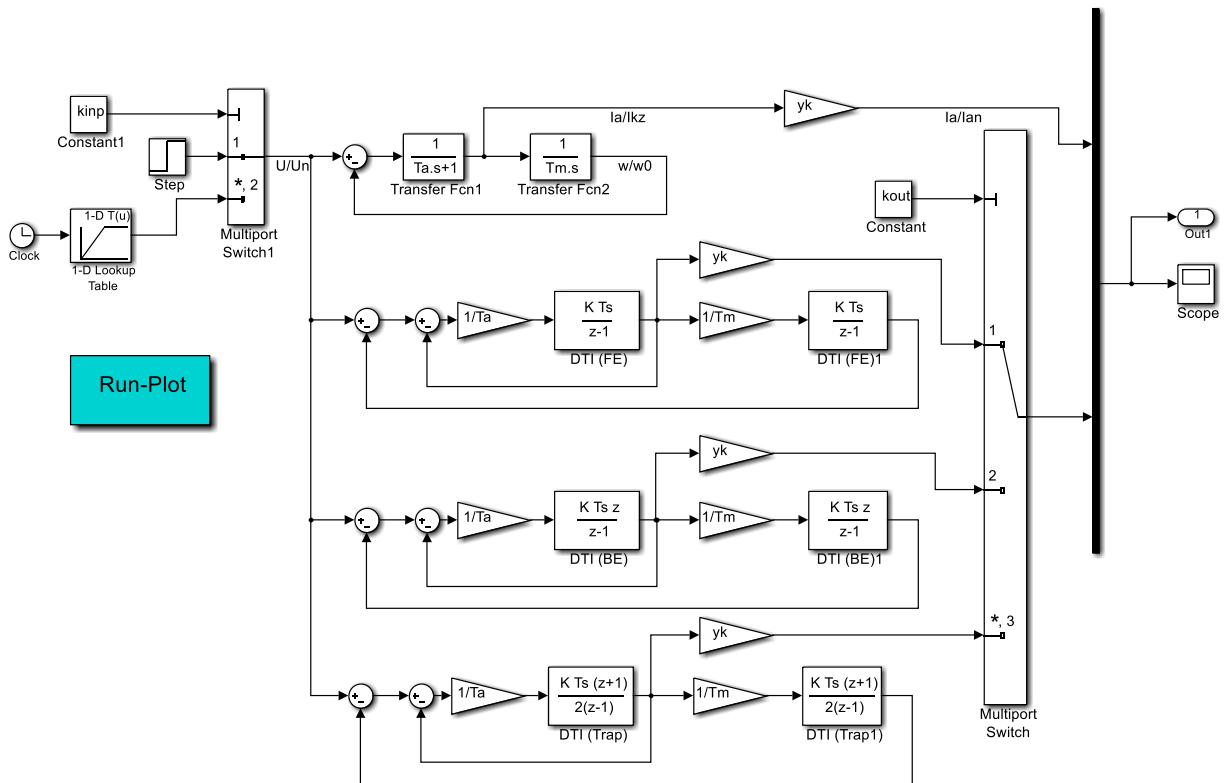 kinp
Constant1
1
Step
*, 2
U/Un
1-D T(u)
Clock
1-D Lookup
Table
Multiport
Switch1
1
Ta.s+1
Transfer Fcn1
1
Tm.s
Transfer Fcn2
w/w0
Ia/Ikz
yk
Ia/Ian
kout
Constant
1
Out1
Scope
Run-Plot
yk
1/Ta
K Ts
z-1
DTI (FE)
1/Tm
K Ts
z-1
DTI (FE)1
1
yk
1/Ta
K Ts z
z-1
DTI (BE)
1/Tm
K Ts z
z-1
DTI (BE)1
2
yk
1/Ta
K Ts (z+1)
2(z-1)
DTI (Trap)
1/Tm
K Ts (z+1)
2(z-1)
DTI (Trap1)
*, 3
Multiport
Switch